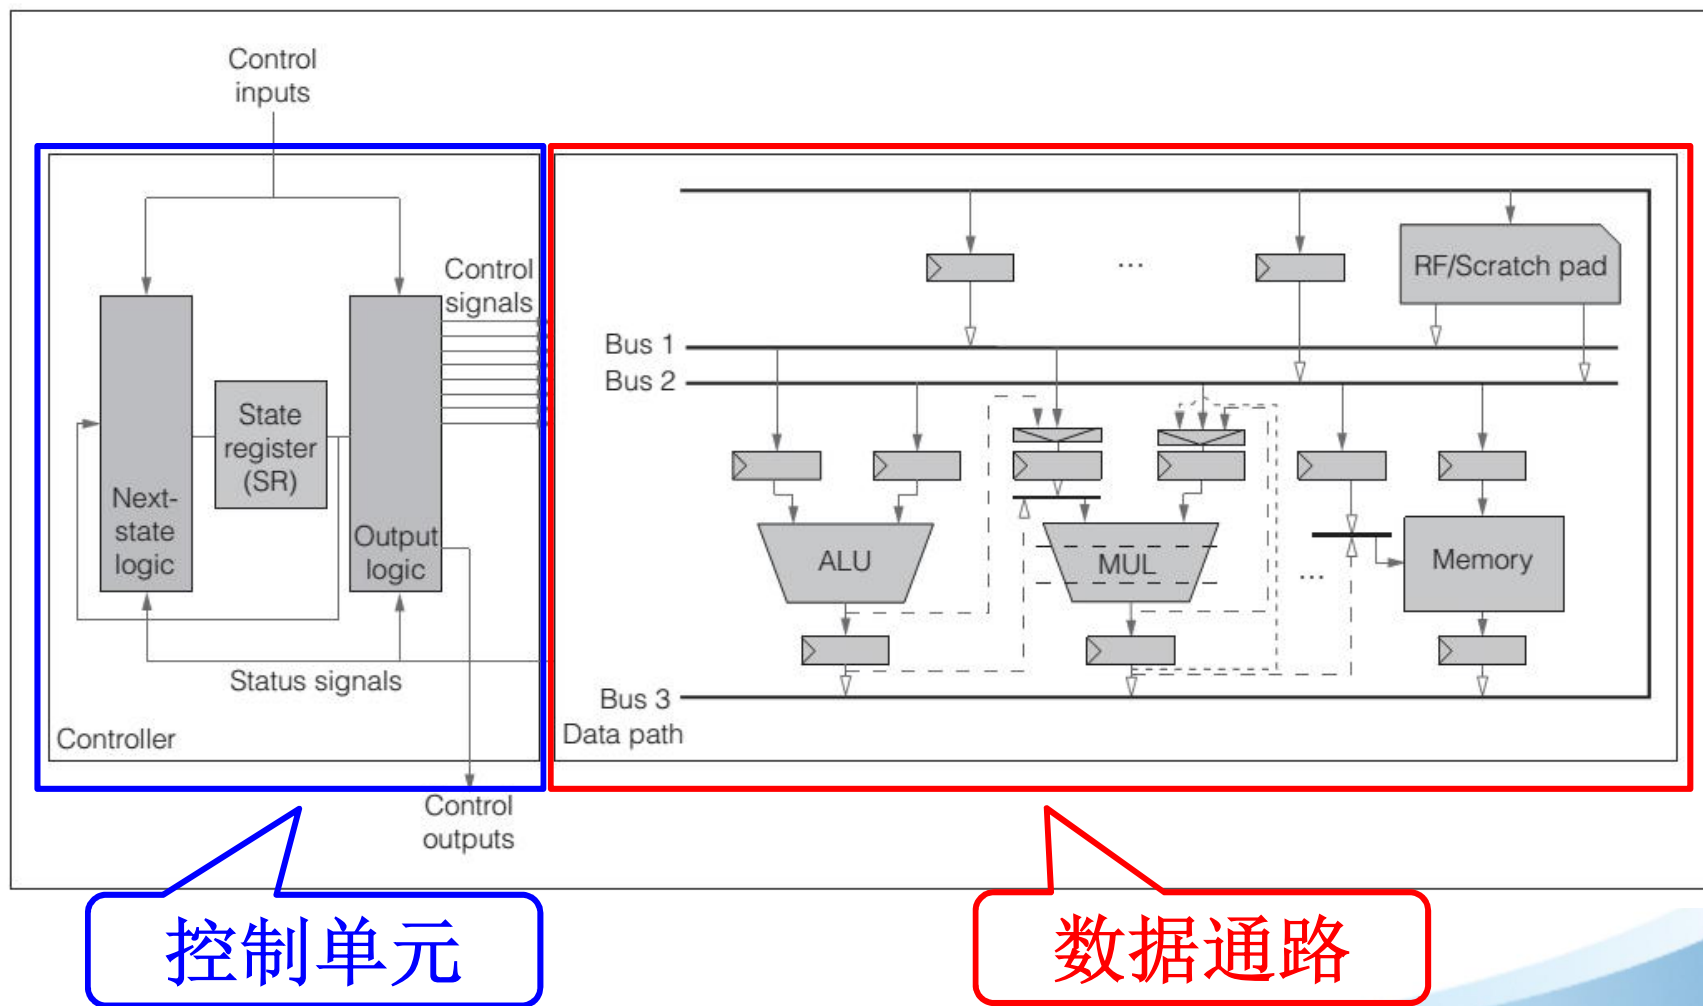 Control
inputs
Control
signals
Next-
state
logic
State
register
(SR)
Output
logic
Status signals
Controller
Control
outputs
RF/Scratch pad
...
Bus 1
Bus 2
ALU
MUL
...
Memory
Bus 3
Data path
控制单元
数据通路